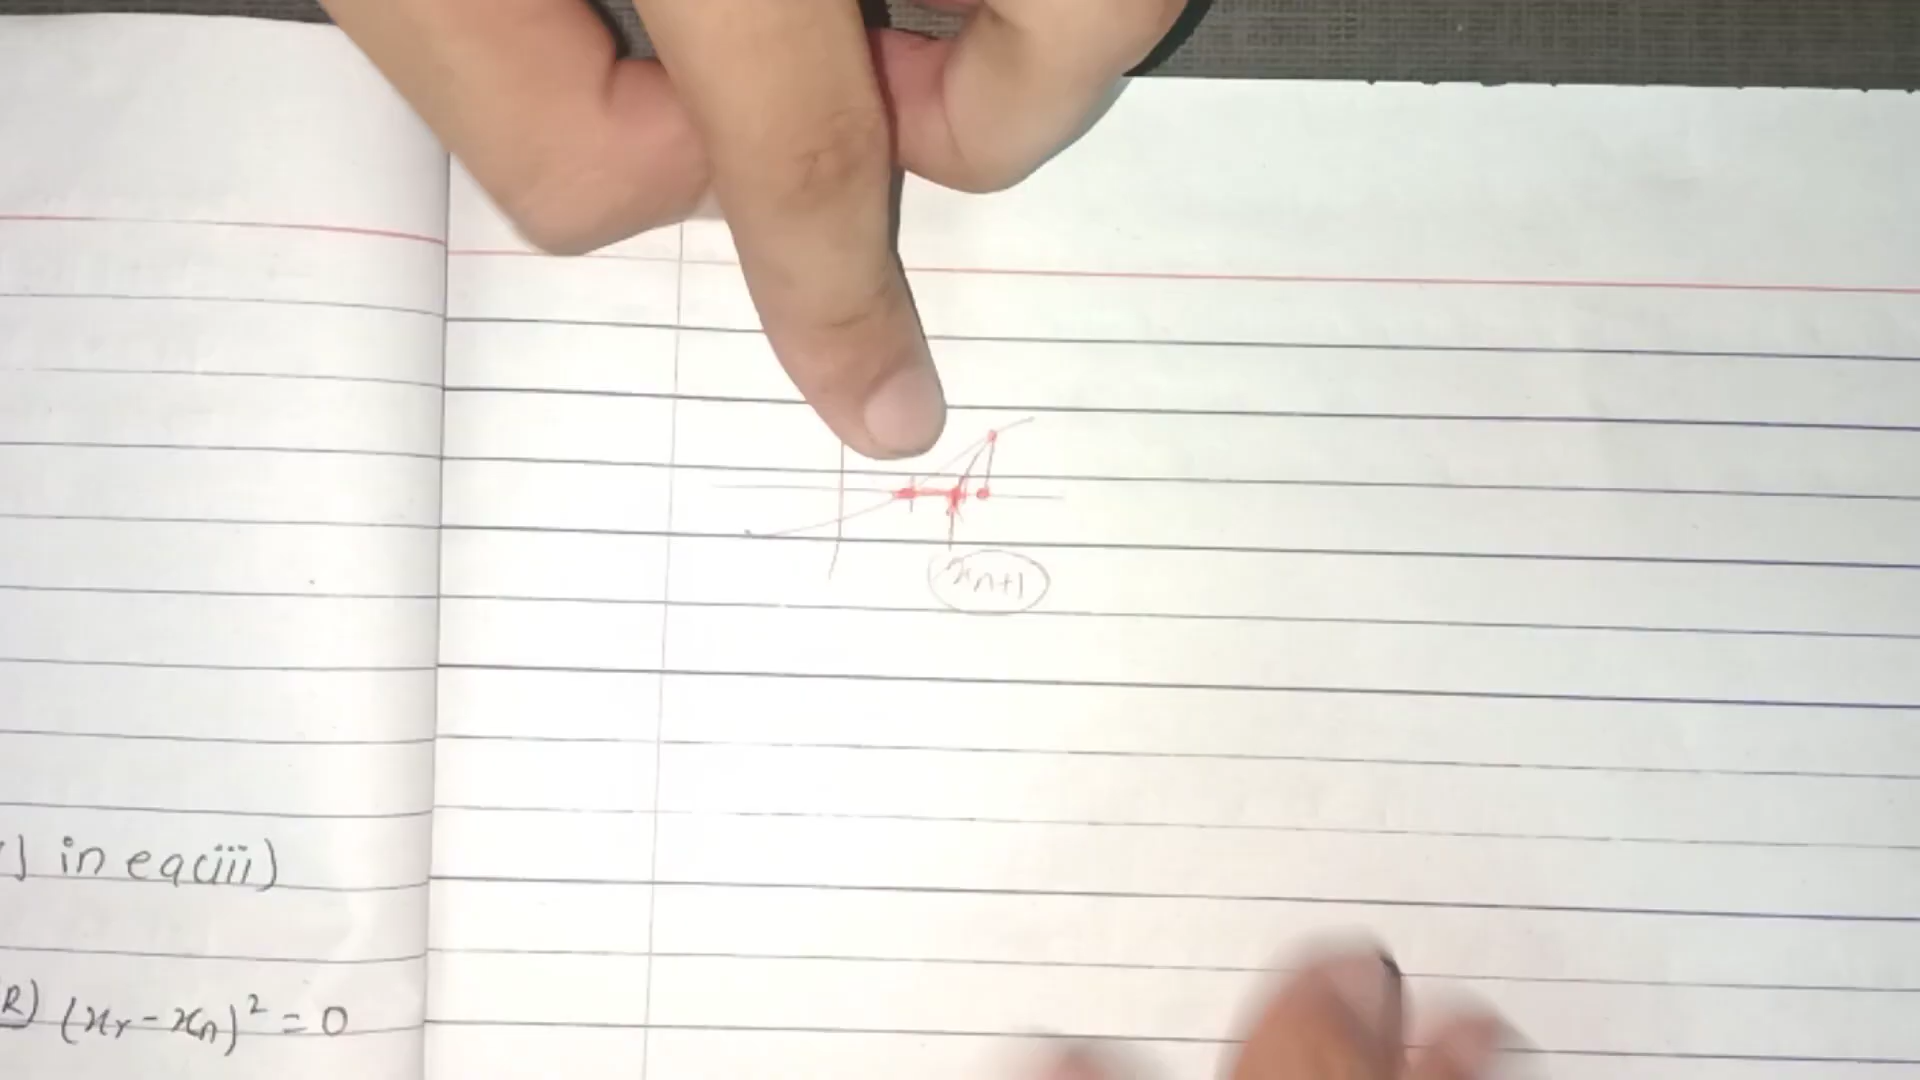 in eq(iii)
(xᵣ - xₙ)² = 0
xₙ₊₁